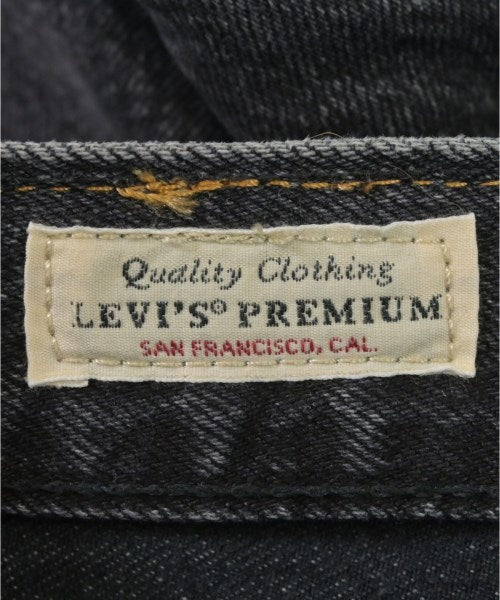 Quality Clothing
LEVI'S® PREMIUM
SAN FRANCISCO, CAL.